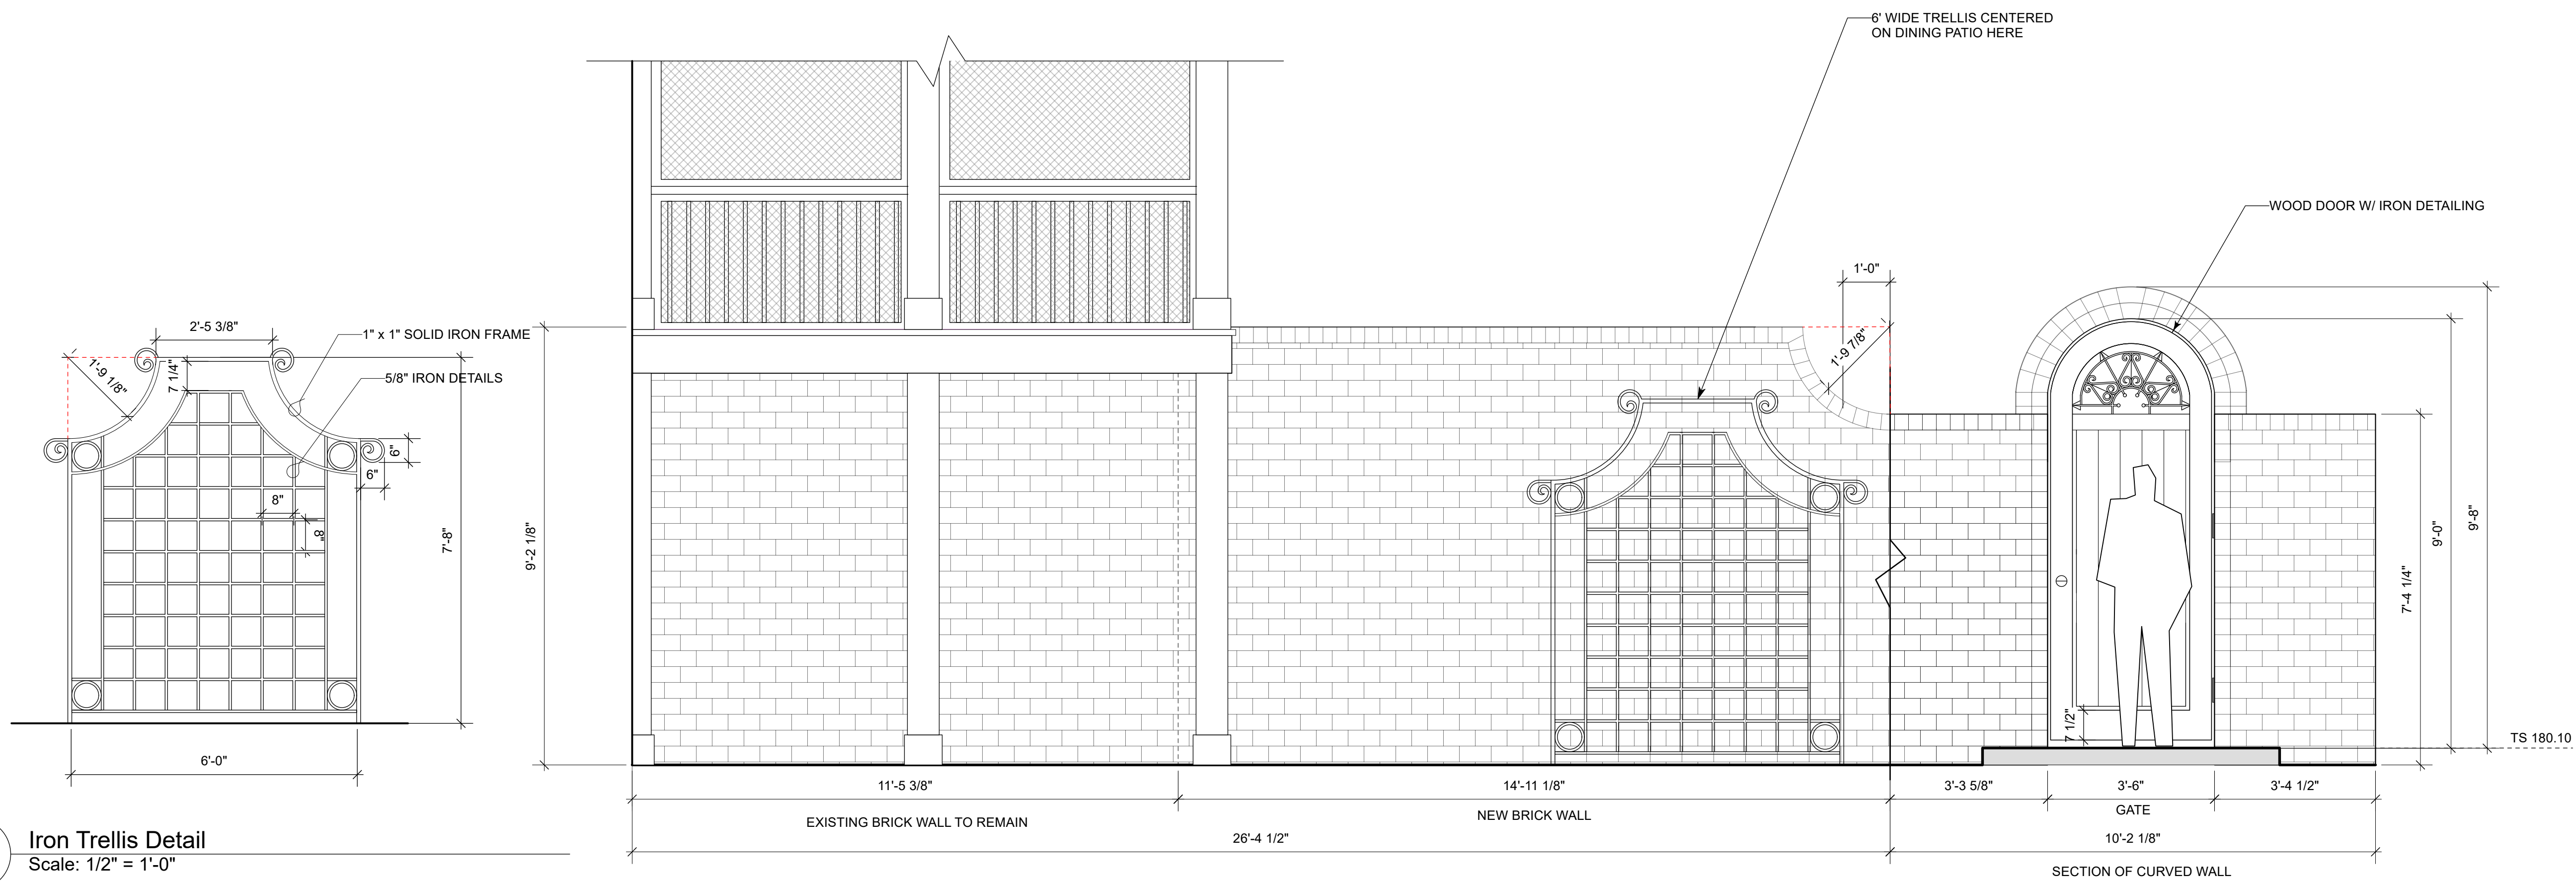 6' WIDE TRELLIS CENTERED
ON DINING PATIO HERE
WOOD DOOR W/ IRON DETAILING
1'-0"
1'-9 7/8"
2'-5 3/8"
1" x 1" SOLID IRON FRAME
1'-9 1/8"
7 1/4"
5/8" IRON DETAILS
6"
6"
8"
8"
7'-8"
9'-2 1/8"
9'-8"
9'-0"
7'-4 1/4"
7 1/2"
TS 180.10
6'-0"
11'-5 3/8"
14'-11 1/8"
3'-3 5/8"
3'-6"
3'-4 1/2"
GATE
EXISTING BRICK WALL TO REMAIN
NEW BRICK WALL
26'-4 1/2"
10'-2 1/8"
SECTION OF CURVED WALL
Iron Trellis Detail
Scale: 1/2" = 1'-0"